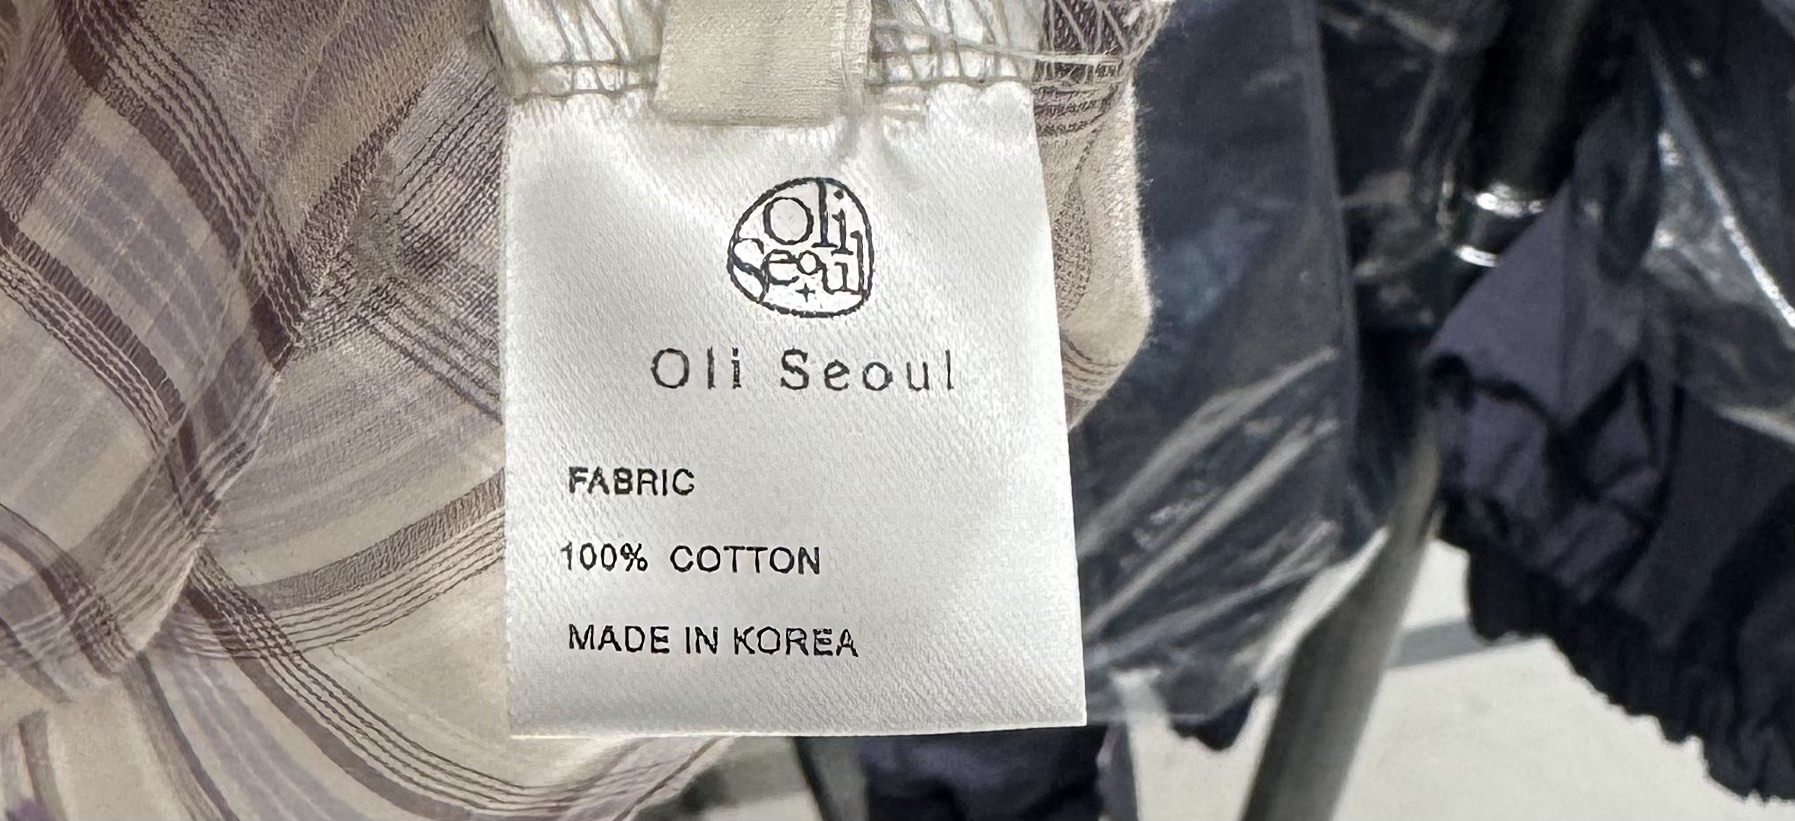 Oli
Seoul
Oli Seoul
FABRIC
100% COTTON
MADE IN KOREA